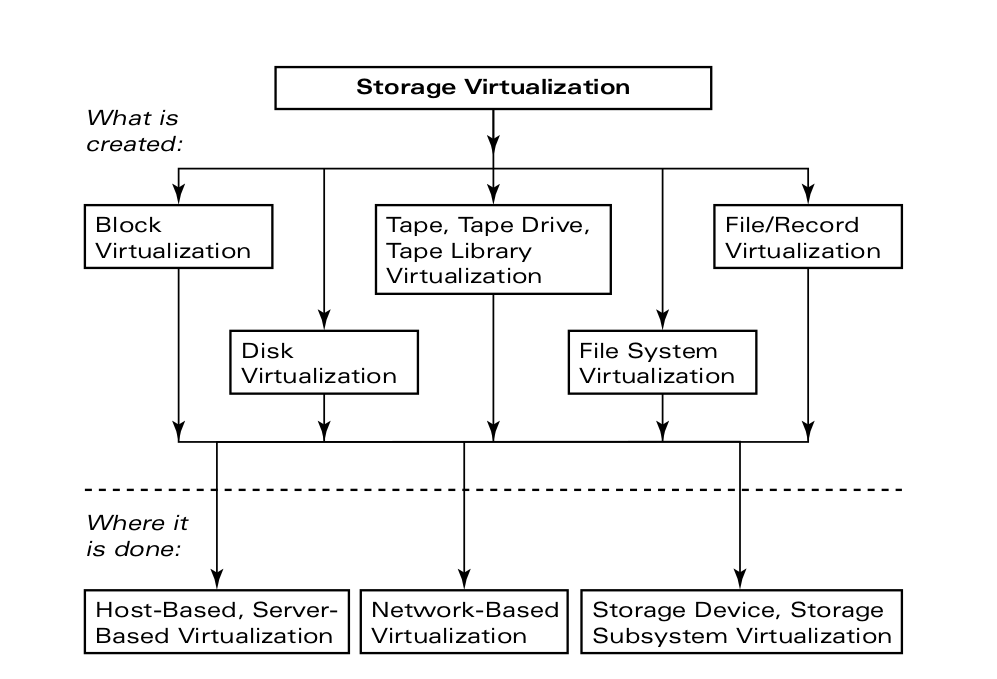 Storage Virtualization
What is
created:
Block
Virtualization
Tape, Tape Drive,
Tape Library
Virtualization
File/Record
Virtualization
Disk
Virtualization
File System
Virtualization
Where it
is done:
Host-Based, Server-
Based Virtualization
Network-Based
Virtualization
Storage Device, Storage
Subsystem Virtualization